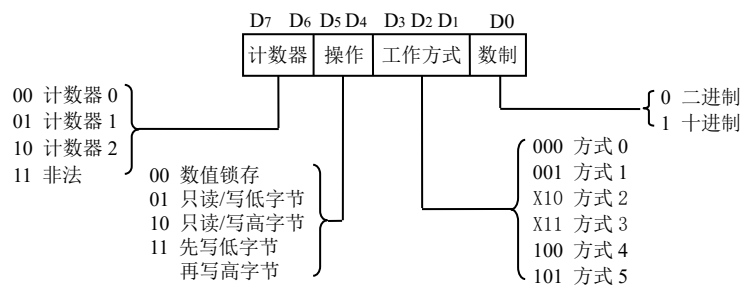 D7 D6 D5 D4 D3 D2 D1 D0
计数器 操作 工作方式 数制
00 计数器 0
01 计数器 1
10 计数器 2
11 非法
00 数值锁存
01 只读/写低字节
10 只读/写高字节
11 先写低字节
再写高字节
000 方式 0
001 方式 1
X10 方式 2
X11 方式 3
100 方式 4
101 方式 5
0 二进制
1 十进制